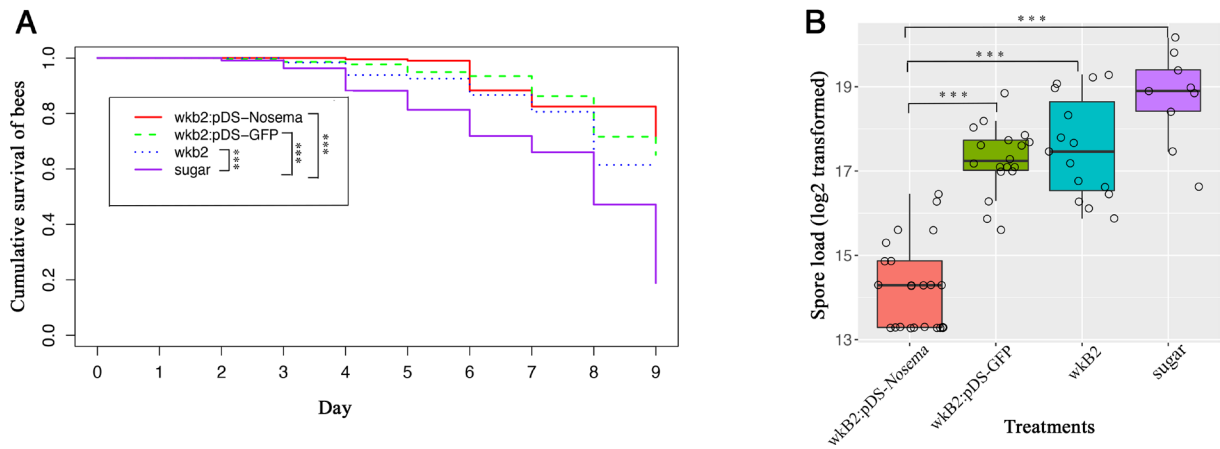 A
Cumulative survival of bees
1.0
0.8
0.6
0.4
0.2
0.0
wkb2:pDS-Nosema
wkb2:pDS-GFP
wkb2
sugar
***
***
***
0 1 2 3 4 5 6 7 8 9
Day
B
Spore load (log2 transformed)
19
17
15
13
***
***
***
wkB2:pDS-Nosema
wkB2:pDS-GFP
wkB2
sugar
Treatments